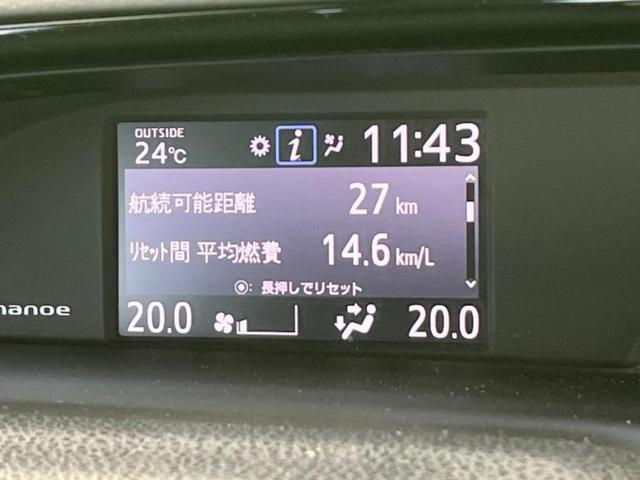 OUTSIDE
24℃
11:43
航続可能距離 27 km
リセット間 平均燃費 14.6 km/L
◉: 長押しでリセット
20.0 20.0
anoe